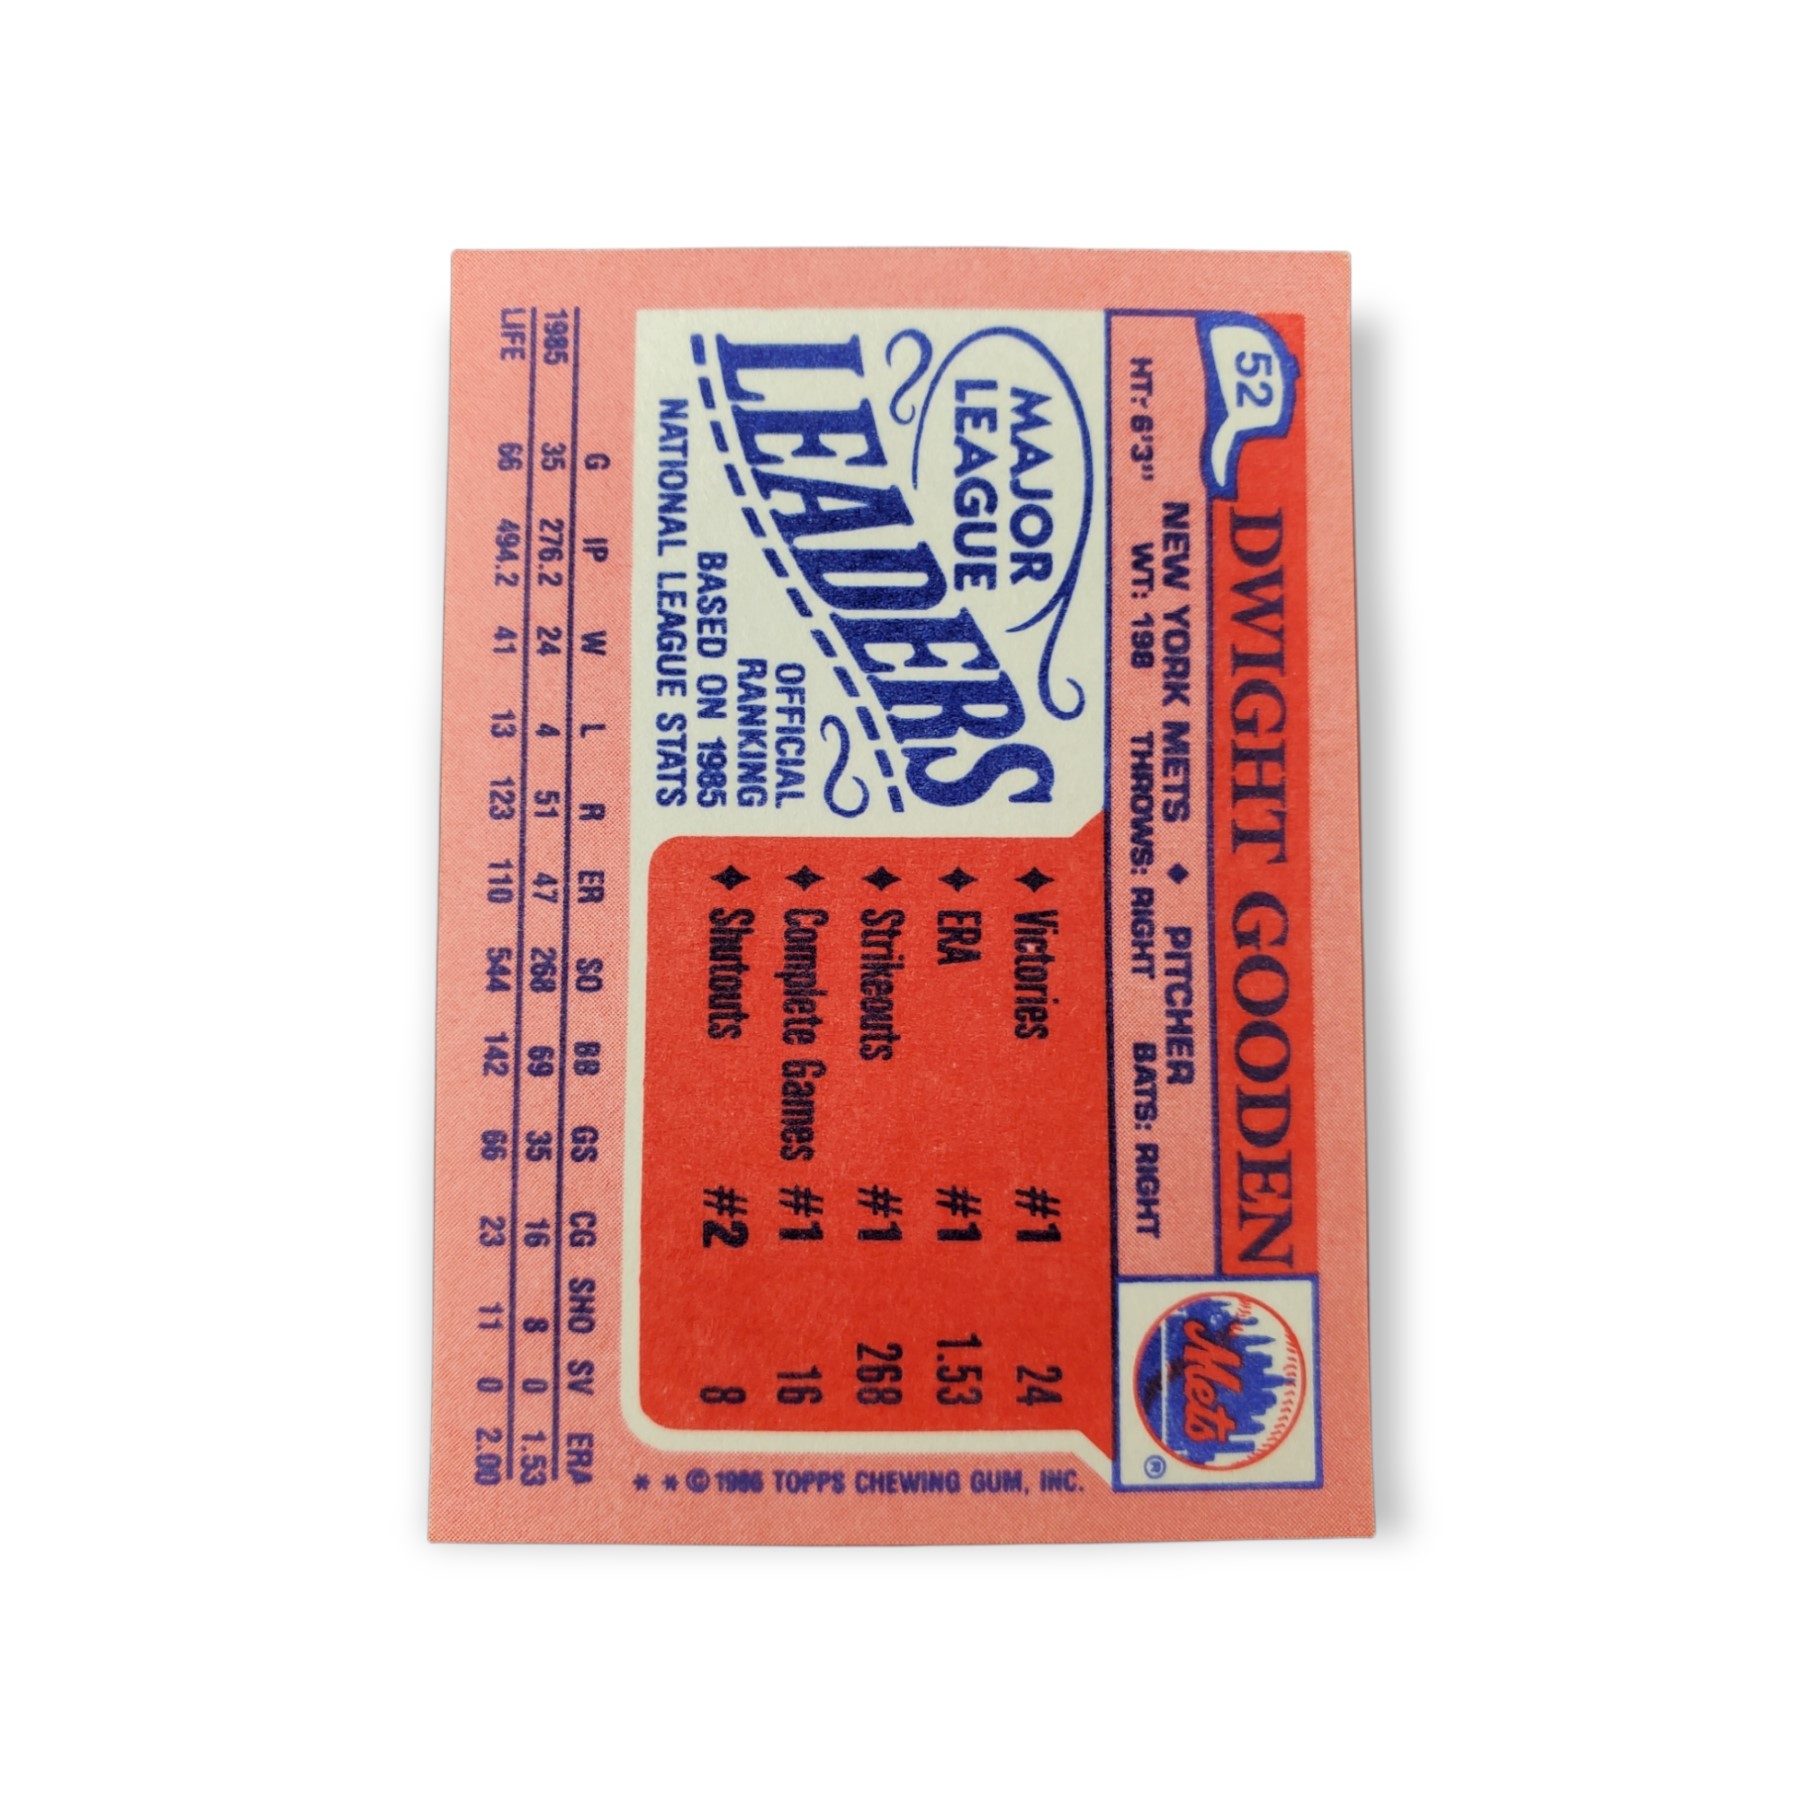 52
DWIGHT GOODEN
NEW YORK METS ♦ PITCHER
HT: 6'3" WT: 198 THROWS: RIGHT BATS: RIGHT
Mets
®
MAJOR
LEAGUE
LEADERS
OFFICIAL
RANKING
BASED ON 1985
NATIONAL LEAGUE STATS
♦ Victories #1 24
♦ ERA #1 1.53
♦ Strikeouts #1 268
♦ Complete Games #1 16
♦ Shutouts #2 8
* * © 1986 TOPPS CHEWING GUM, INC.
G IP W L R ER SO BB GS CG SHO SV ERA
1985 35 276.2 24 4 51 47 268 69 35 16 8 0 1.53
LIFE 66 494.2 41 13 123 110 544 142 66 23 11 0 2.00